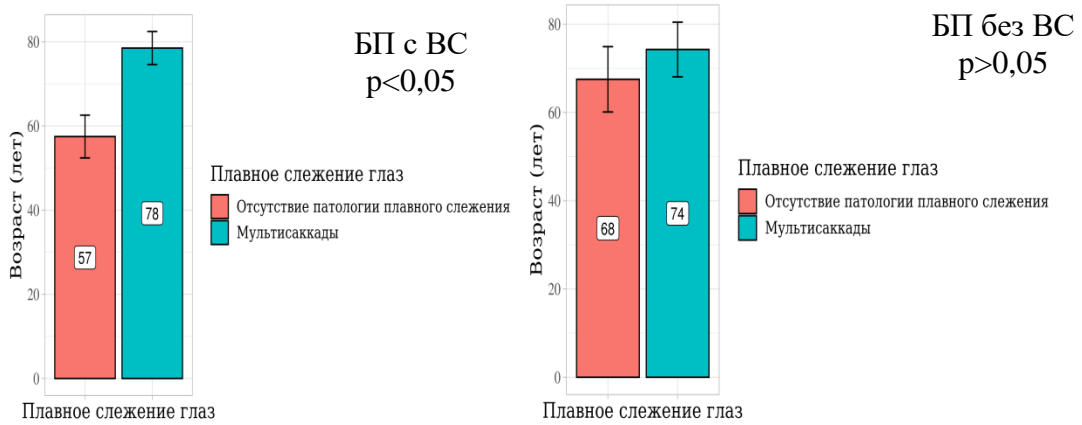 БП с ВС
p<0,05
80
60
40
20
0
Возраст (лет)
57
78
Плавное слежение глаз
Отсутствие патологии плавного слежения
Мультисаккады
Плавное слежение глаз
БП без ВС
p>0,05
80
60
40
20
0
Возраст (лет)
68
74
Плавное слежение глаз
Отсутствие патологии плавного слежения
Мультисаккады
Плавное слежение глаз